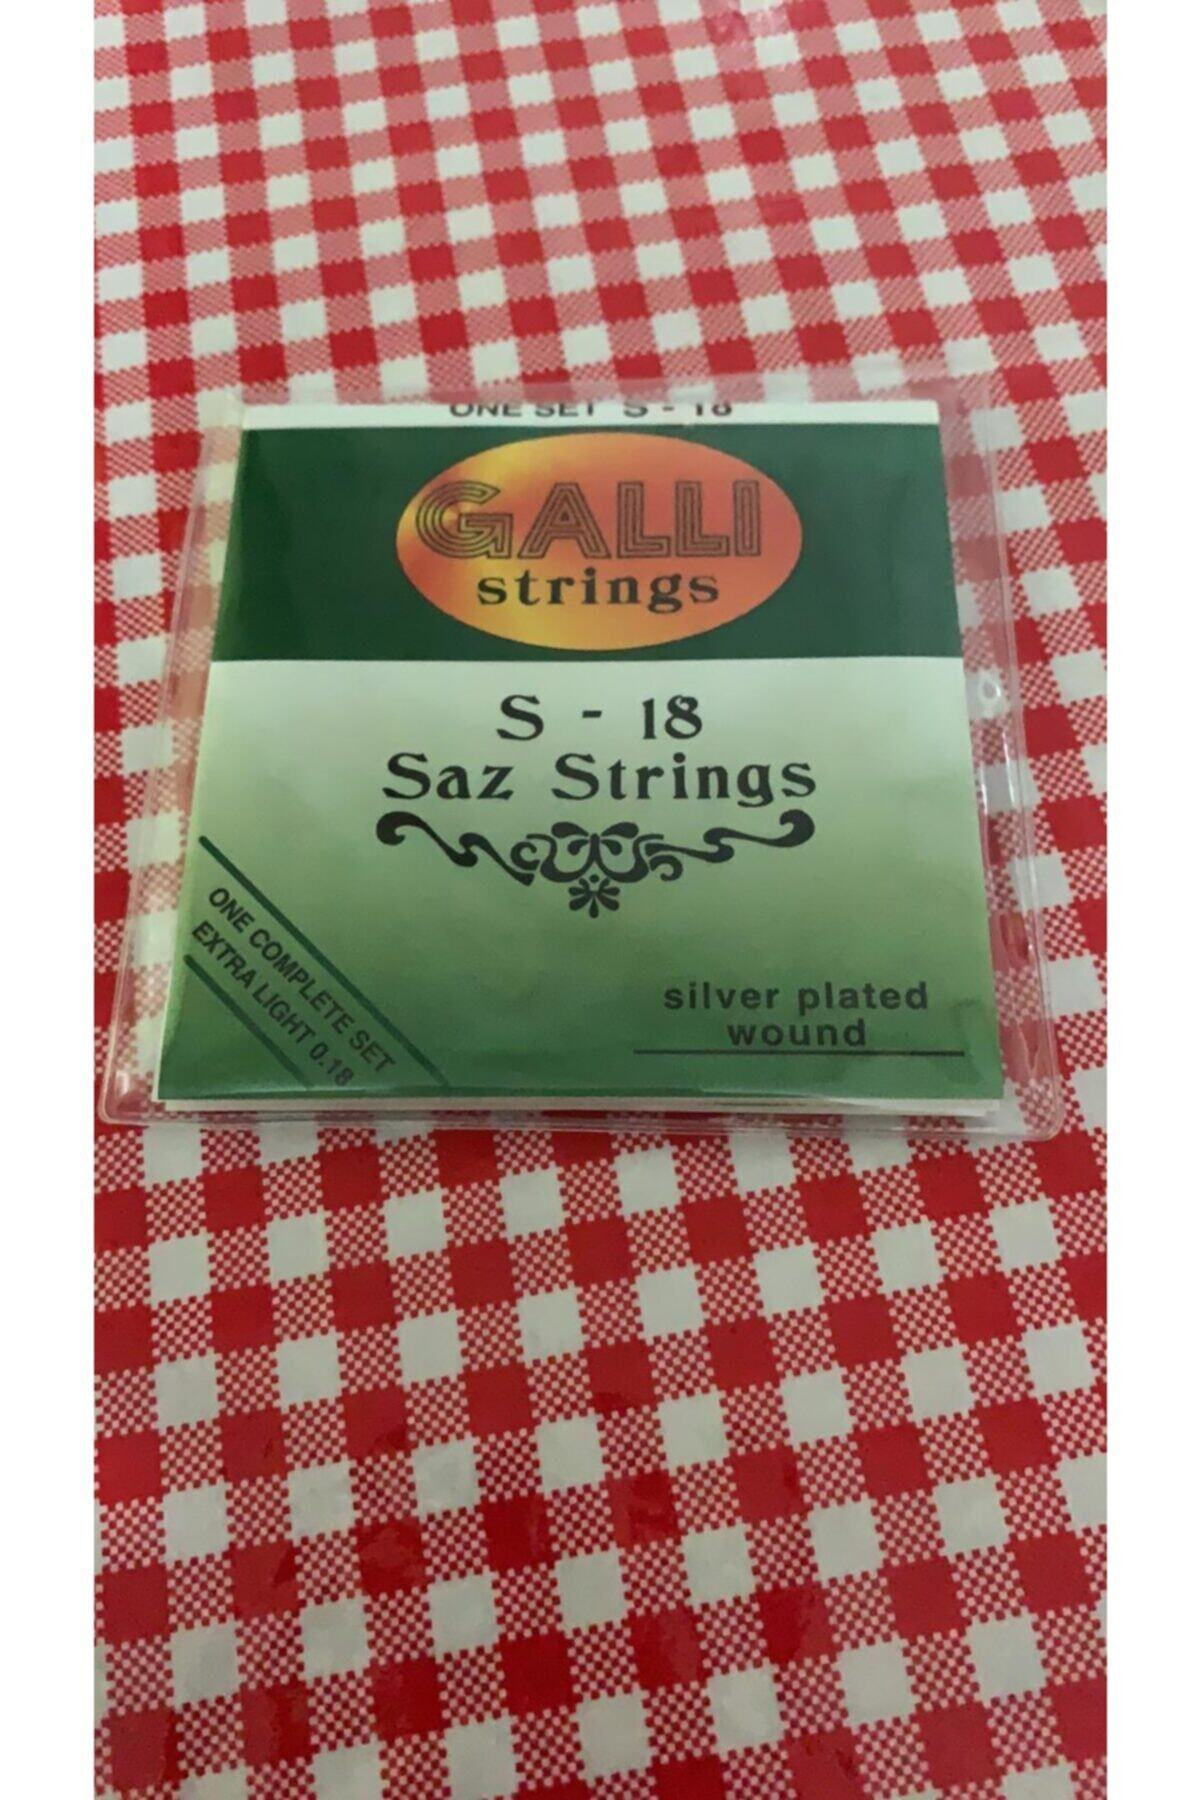 ONE SET S - 18
GALLI
strings
S - 18
Saz Strings
ONE COMPLETE SET
EXTRA LIGHT 0.18
silver plated
wound